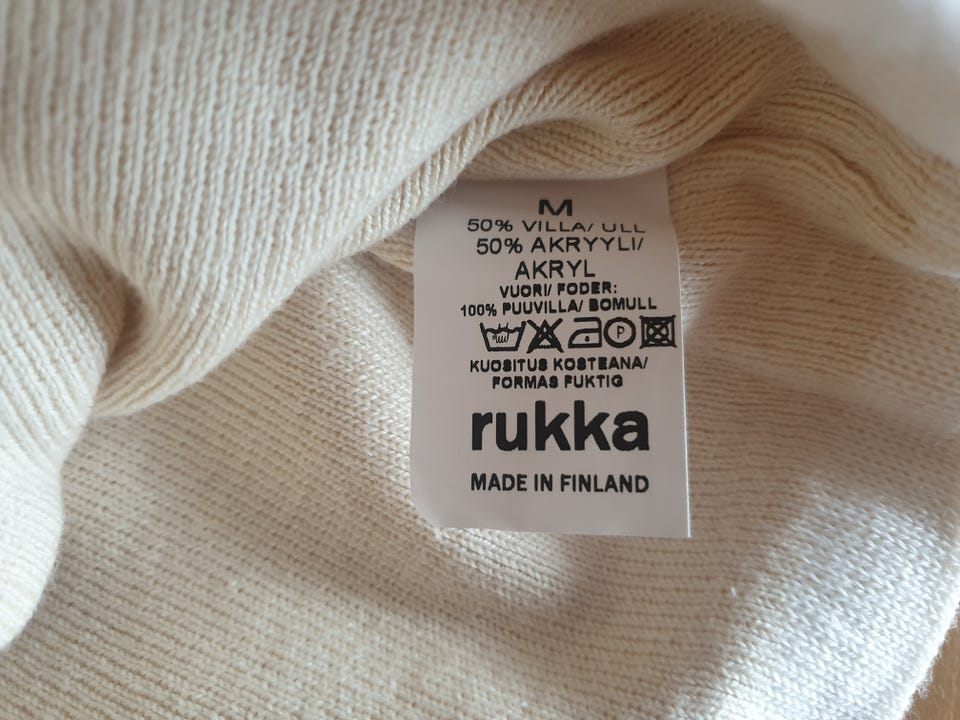 M
50% VILLA/ ULL
50% AKRYYLI/
AKRYL
VUORI/ FODER:
100% PUUVILLA/ BOMULL
P
KUOSITUS KOSTEANA/
FORMAS FUKTIG
rukka
MADE IN FINLAND